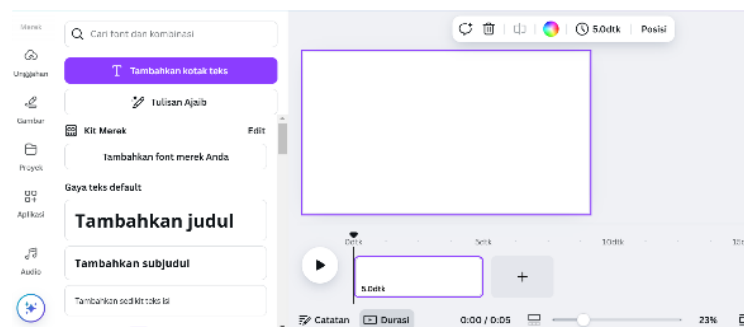 Merek
Cari font dan kombinasi
5.0dtk
Posisi
Unggahan
Tambahkan kotak teks
Gambar
Tulisan Ajaib
Kit Merek
Edit
Proyek
Tambahkan font merek Anda
Gaya teks default
Aplikasi
Tambahkan judul
0dtk
5dtk
10dtk
Audio
Tambahkan subjudul
5.0dtk
Tambahkan sedikit teks isi
Catatan
Durasi
0:00 / 0:05
23%